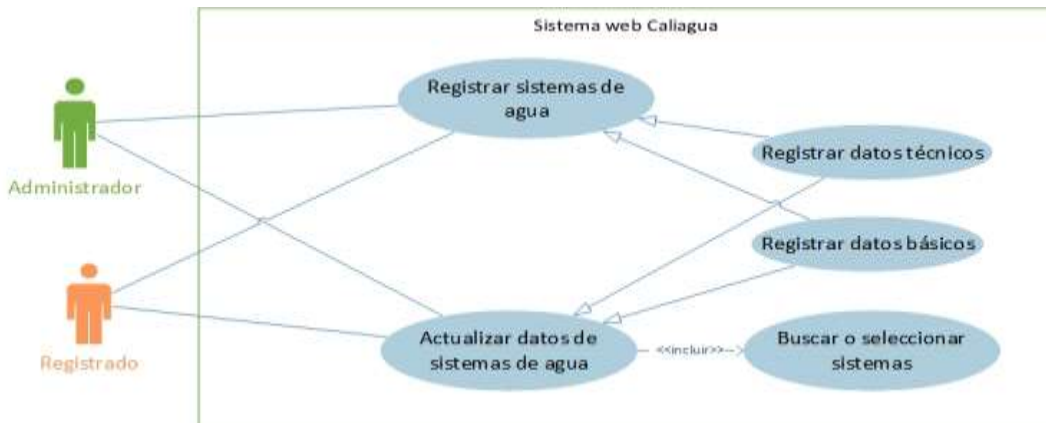 Sistema web Caliagua
Registrar sistemas de
agua
Administrador
Registrar datos técnicos
Registrar datos básicos
Registrado
Actualizar datos de
sistemas de agua
<<incluir>>
Buscar o seleccionar
sistemas